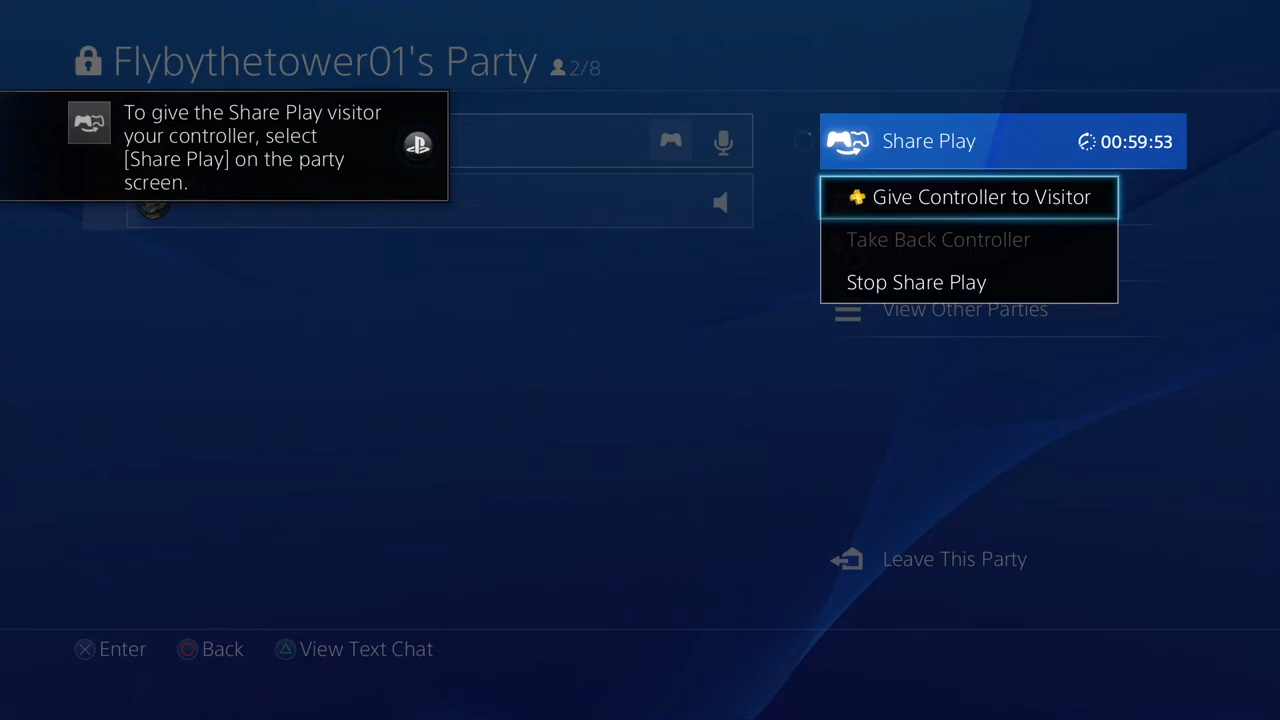 Flybythetower01's Party 2/8
To give the Share Play visitor
your controller, select
[Share Play] on the party
screen.
Share Play 00:59:53
Give Controller to Visitor
Take Back Controller
Stop Share Play
View Other Parties
Leave This Party
Enter Back View Text Chat